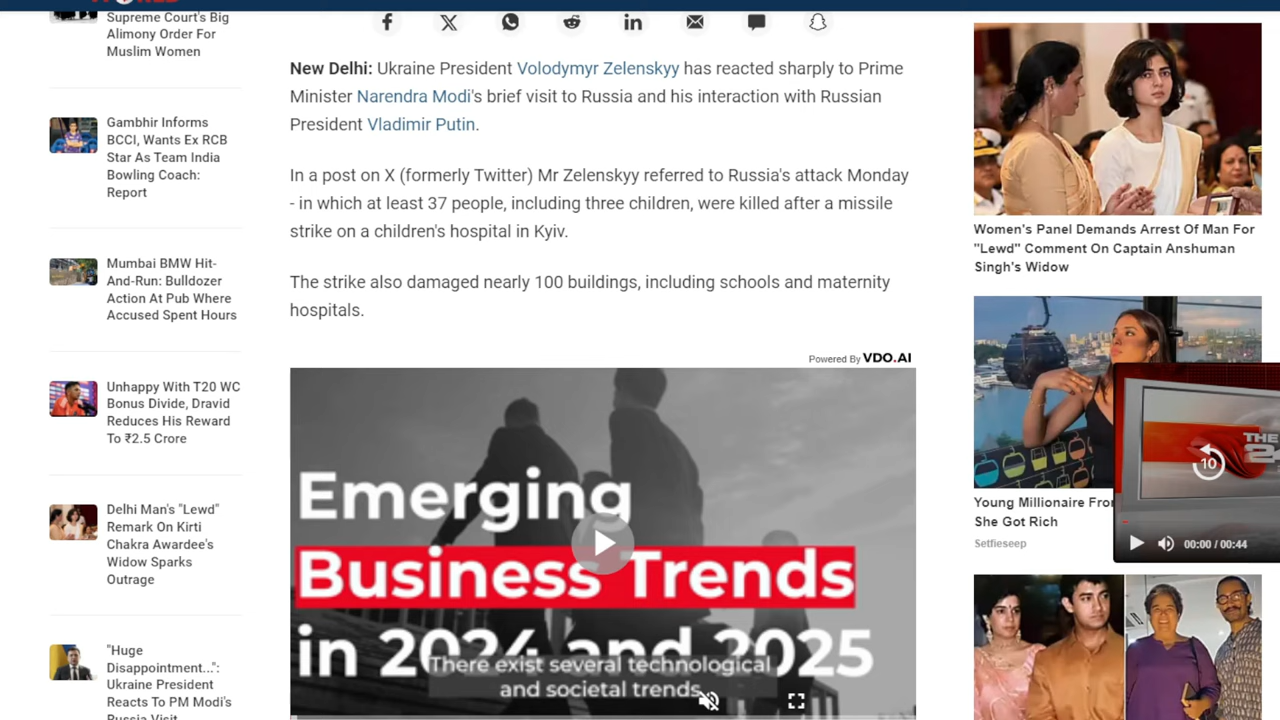 Supreme Court's Big
Alimony Order For
Muslim Women
Gambhir Informs
BCCI, Wants Ex RCB
Star As Team India
Bowling Coach:
Report
Mumbai BMW Hit-
And-Run: Bulldozer
Action At Pub Where
Accused Spent Hours
Unhappy With T20 WC
Bonus Divide, Dravid
Reduces His Reward
To ₹2.5 Crore
Delhi Man's "Lewd"
Remark On Kirti
Chakra Awardee's
Widow Sparks
Outrage
"Huge
Disappointment...":
Ukraine President
Reacts To PM Modi's
Russia Visit
New Delhi: Ukraine President Volodymyr Zelenskyy has reacted sharply to Prime
Minister Narendra Modi's brief visit to Russia and his interaction with Russian
President Vladimir Putin.
In a post on X (formerly Twitter) Mr Zelenskyy referred to Russia's attack Monday
- in which at least 37 people, including three children, were killed after a missile
strike on a children's hospital in Kyiv.
The strike also damaged nearly 100 buildings, including schools and maternity
hospitals.
Powered By VDO.AI
Emerging
Business Trends
in 2024 and 2025
There exist several technological
and societal trends
Women's Panel Demands Arrest Of Man For
"Lewd" Comment On Captain Anshuman
Singh's Widow
Young Millionaire
She Got Rich
Setfieseep
THE
24
10
00:00 / 00:44